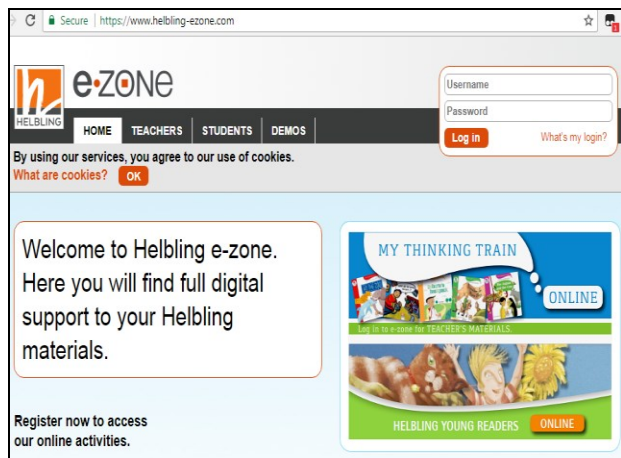 Secure | https://www.helbling-ezone.com
h
HELBLING
e·zone
Username
Password
Log in
What's my login?
HOME
TEACHERS
STUDENTS
DEMOS
By using our services, you agree to our use of cookies.
What are cookies?
OK
Welcome to Helbling e-zone.
Here you will find full digital
support to your Helbling
materials.
MY THINKING TRAIN
ONLINE
Log in to e-zone for TEACHER'S MATERIALS.
HELBLING YOUNG READERS
ONLINE
Register now to access
our online activities.